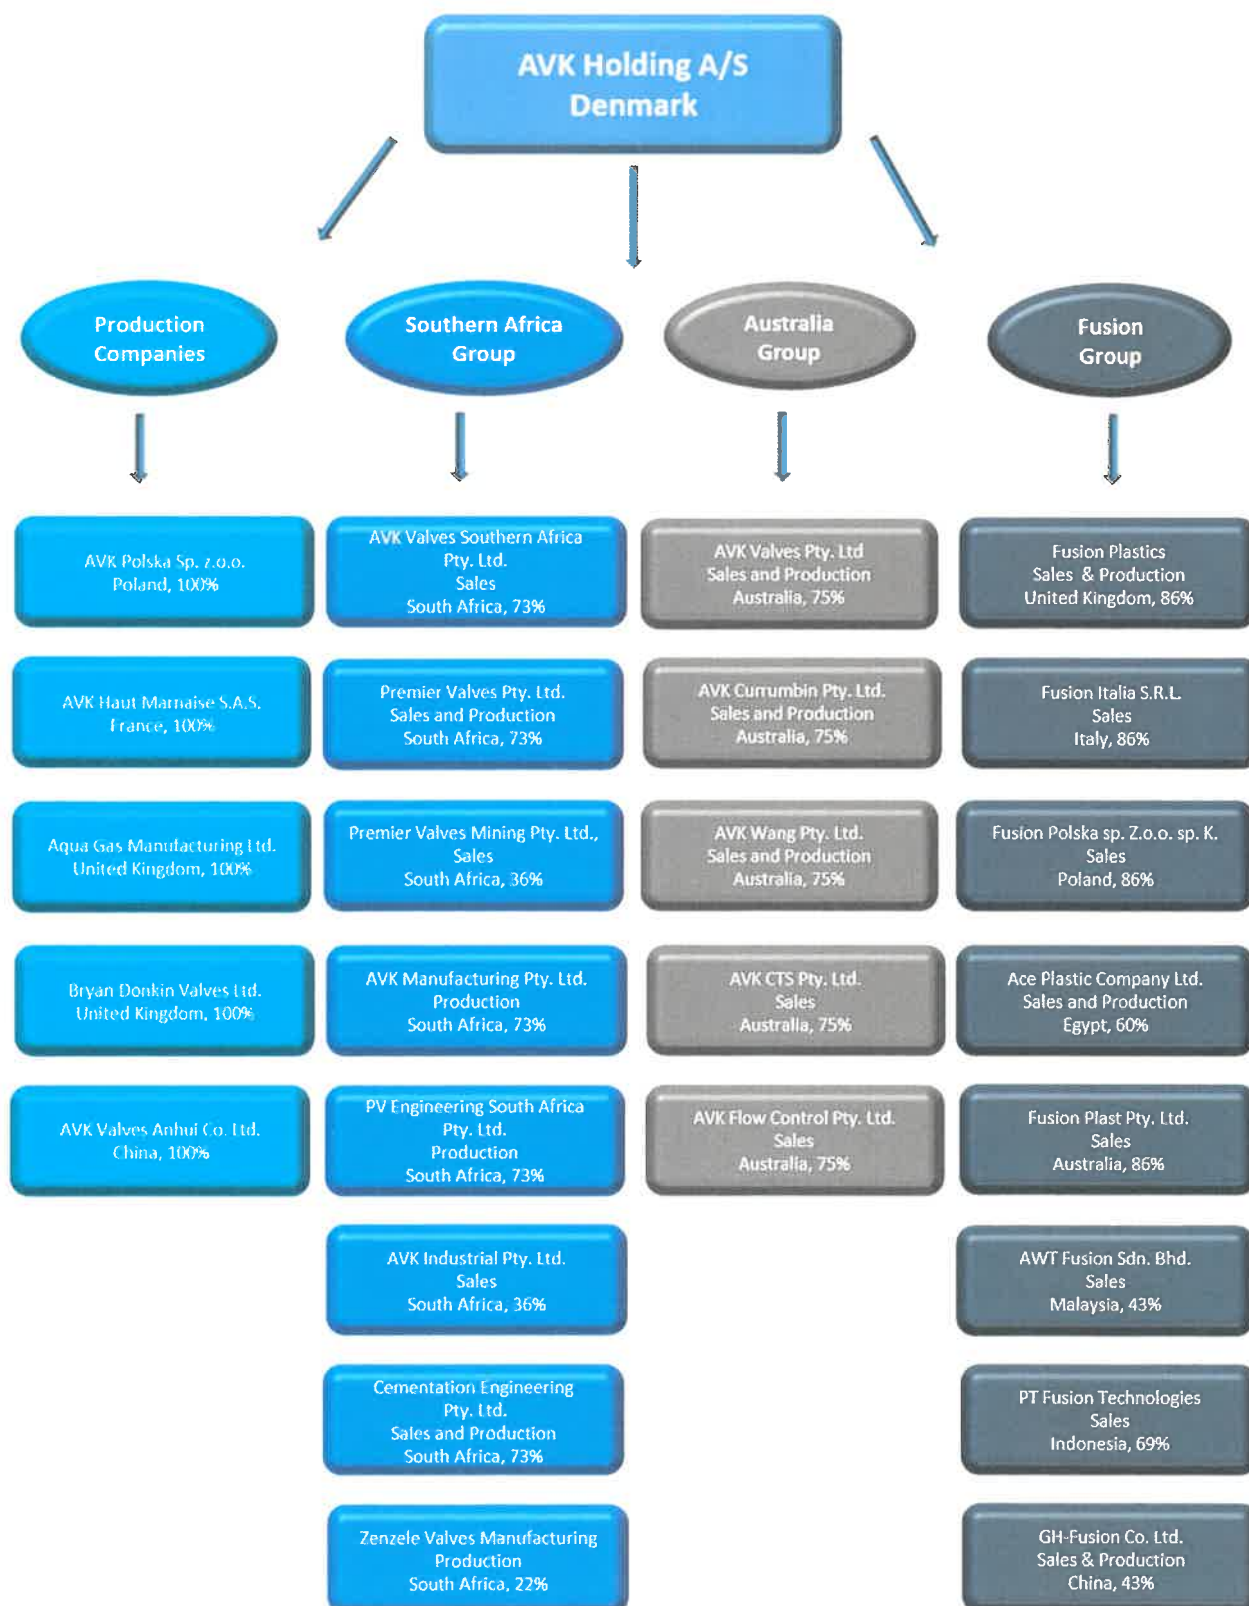 AVK Holding A/S
Denmark
Production
Companies
Southern Africa
Group
Australia
Group
Fusion
Group
AVK Polska Sp. z.o.o.
Poland, 100%
AVK Haut Marnaise S.A.S.
France, 100%
Aqua Gas Manufacturing Ltd.
United Kingdom, 100%
Bryan Donkin Valves Ltd.
United Kingdom, 100%
AVK Valves Anhui Co. Ltd.
China, 100%
AVK Valves Southern Africa
Pty. Ltd.
Sales
South Africa, 73%
Premier Valves Pty. Ltd.
Sales and Production
South Africa, 73%
Premier Valves Mining Pty. Ltd.,
Sales
South Africa, 36%
AVK Manufacturing Pty. Ltd.
Production
South Africa, 73%
PV Engineering South Africa
Pty. Ltd.
Production
South Africa, 73%
AVK Industrial Pty. Ltd.
Sales
South Africa, 36%
Cementation Engineering
Pty. Ltd.
Sales and Production
South Africa, 73%
Zenzele Valves Manufacturing
Production
South Africa, 22%
AVK Valves Pty. Ltd
Sales and Production
Australia, 75%
AVK Currumbin Pty. Ltd.
Sales and Production
Australia, 75%
AVK Wang Pty. Ltd.
Sales and Production
Australia, 75%
AVK CTS Pty. Ltd.
Sales
Australia, 75%
AVK Flow Control Pty. Ltd.
Sales
Australia, 75%
Fusion Plastics
Sales & Production
United Kingdom, 86%
Fusion Italia S.R.L.
Sales
Italy, 86%
Fusion Polska sp. Z.o.o. sp. K.
Sales
Poland, 86%
Ace Plastic Company Ltd.
Sales and Production
Egypt, 60%
Fusion Plast Pty. Ltd.
Sales
Australia, 86%
AWT Fusion Sdn. Bhd.
Sales
Malaysia, 43%
PT Fusion Technologies
Sales
Indonesia, 69%
GH-Fusion Co. Ltd.
Sales & Production
China, 43%